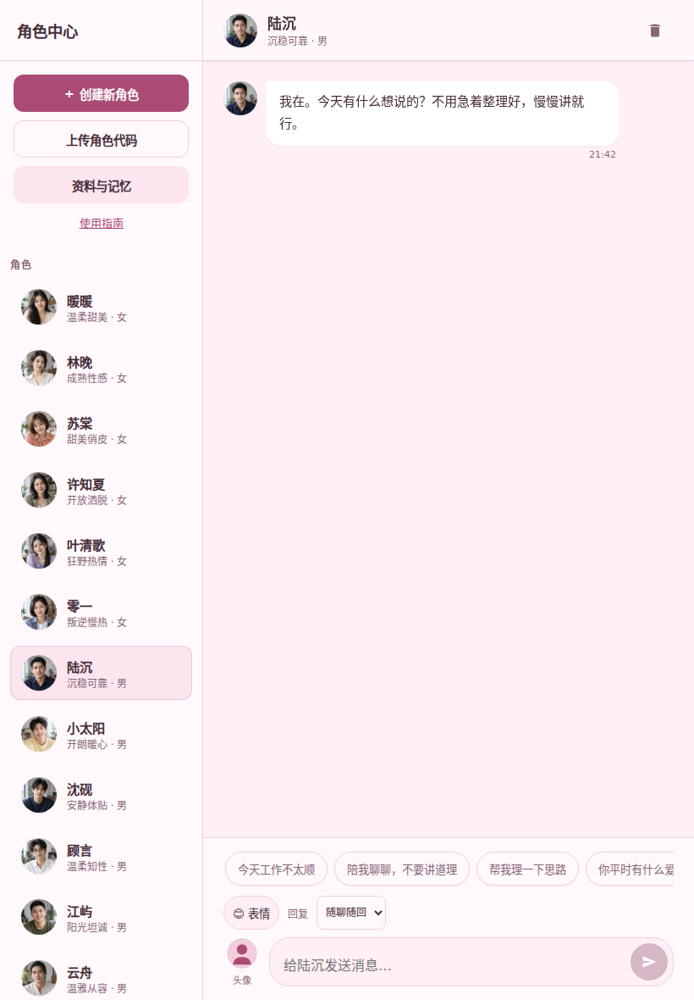 角色中心
＋ 创建新角色
上传角色代码
资料与记忆
使用指南
角色
暖暖
温柔甜美 · 女
林晚
成熟性感 · 女
苏棠
甜美俏皮 · 女
许知夏
开放洒脱 · 女
叶清歌
狂野热情 · 女
零一
叛逆慢热 · 女
陆沉
沉稳可靠 · 男
小太阳
开朗暖心 · 男
沈砚
安静体贴 · 男
顾言
温柔知性 · 男
江屿
阳光坦诚 · 男
云舟
温雅从容 · 男
陆沉
沉稳可靠 · 男
我在。今天有什么想说的？不用急着整理好，慢慢讲就
行。
21:42
今天工作不太顺
陪我聊聊，不要讲道理
帮我理一下思路
你平时有什么爱
😊 表情
回复
随聊随回
头像
给陆沉发送消息…